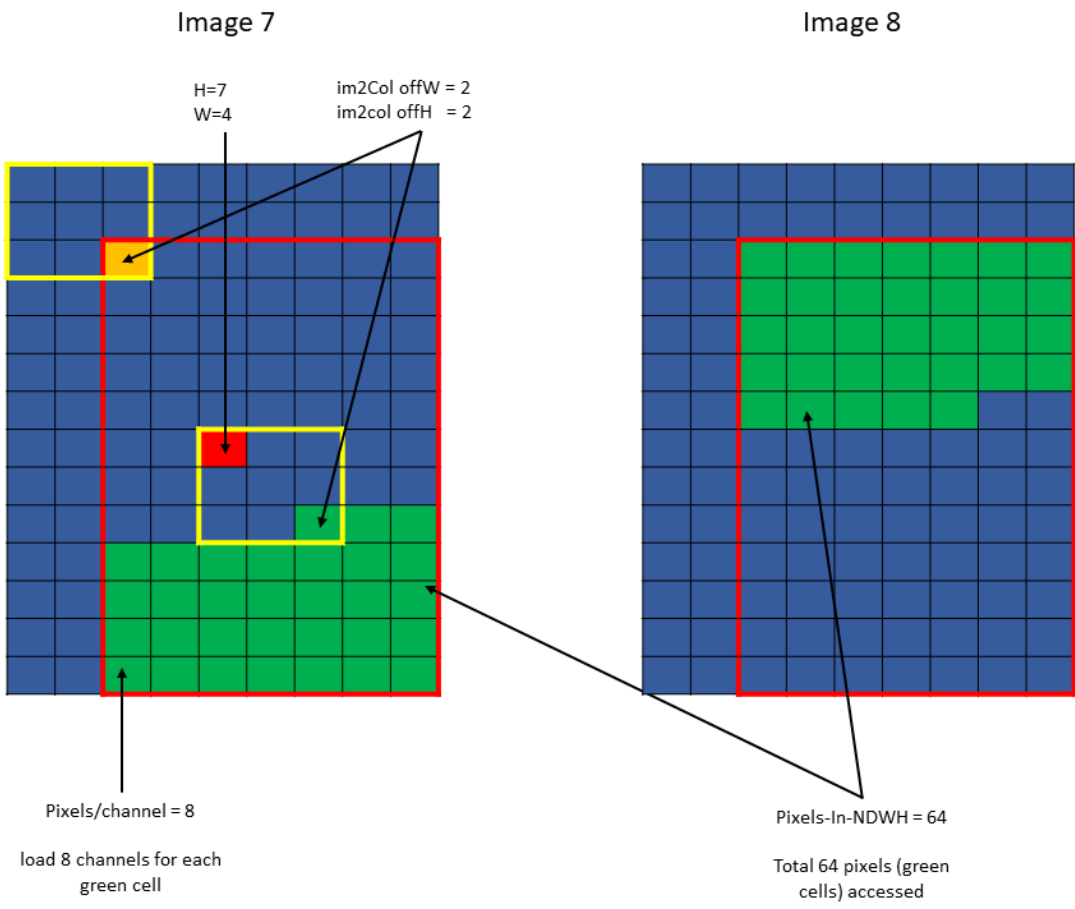 Image 7
Image 8
H=7
W=4
im2Col offW = 2
im2col offH   = 2
Pixels/channel = 8
load 8 channels for each
green cell
Pixels-In-NDWH = 64
Total 64 pixels (green
cells) accessed